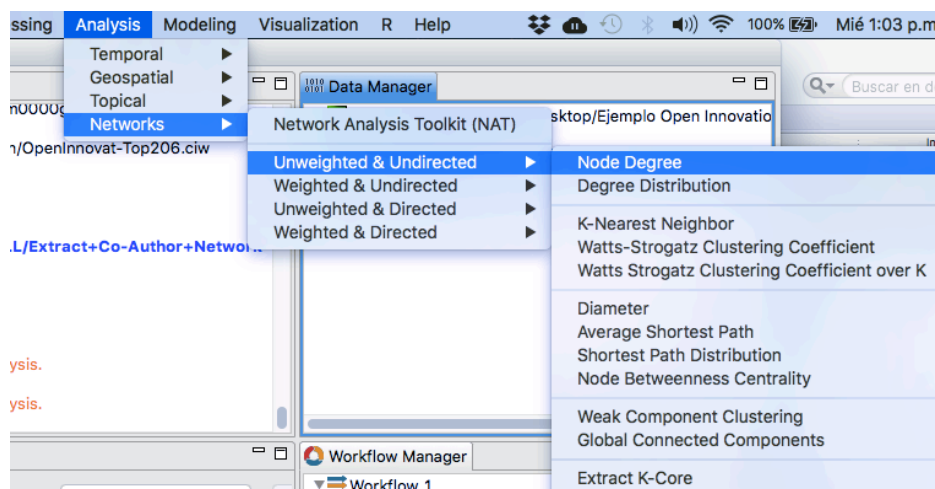 ssing Analysis Modeling Visualization R Help 100% Mié 1:03 p.m
Temporal
Geospatial
Topical
Networks
Data Manager
Buscar en d
sktop/Ejemplo Open Innovatio
n/OpenInnovat-Top206.ciw
.L/Extract+Co-Author+Network
ysis.
ysis.
Network Analysis Toolkit (NAT)
Unweighted & Undirected
Weighted & Undirected
Unweighted & Directed
Weighted & Directed
Node Degree
Degree Distribution
K-Nearest Neighbor
Watts-Strogatz Clustering Coefficient
Watts Strogatz Clustering Coefficient over K
Diameter
Average Shortest Path
Shortest Path Distribution
Node Betweenness Centrality
Weak Component Clustering
Global Connected Components
Extract K-Core
Workflow Manager
Workflow 1